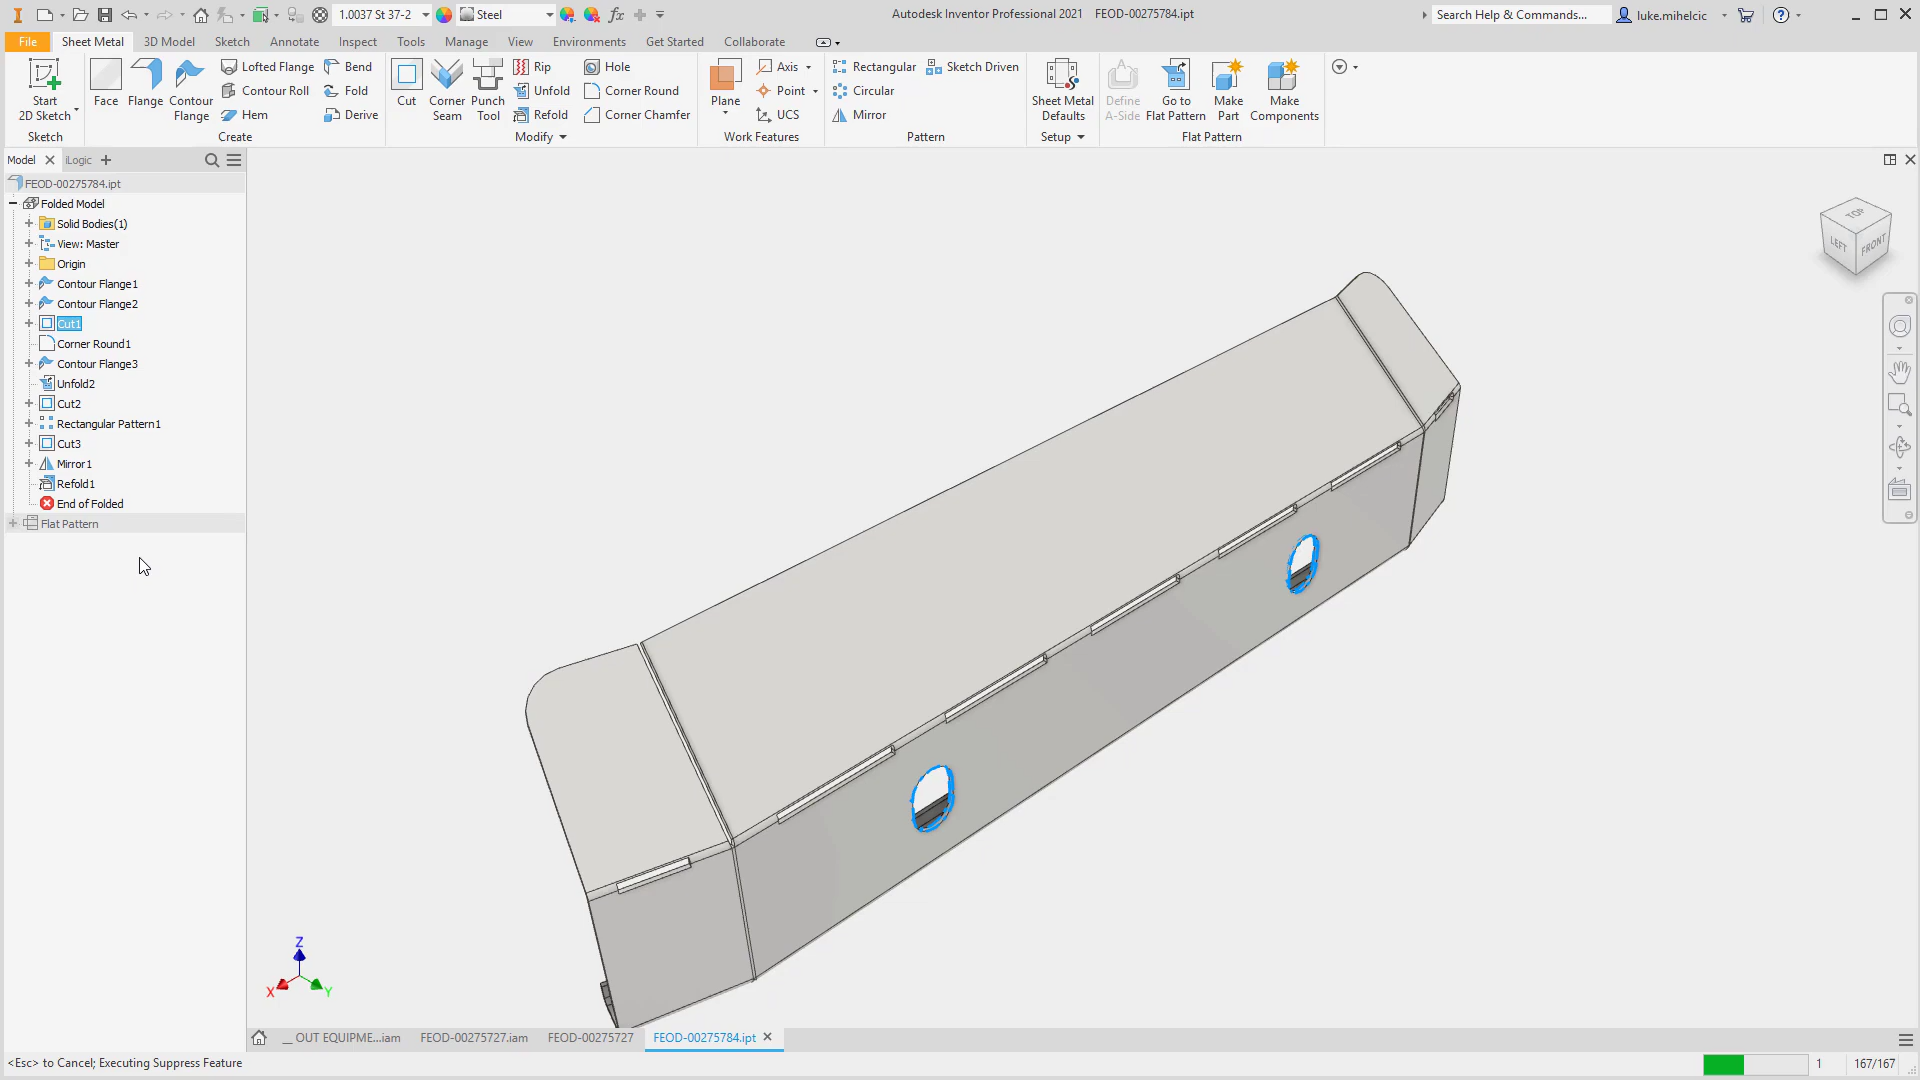 1.0037 St 37-2
Steel
Autodesk Inventor Professional 2021 FEOD-00275784.ipt
Search Help & Commands...
luke.mihelcic
File Sheet Metal 3D Model Sketch Annotate Inspect Tools Manage View Environments Get Started Collaborate
Start
2D Sketch
Sketch
Face
Flange
Contour
Flange
Lofted Flange
Contour Roll
Hem
Bend
Fold
Derive
Create
Cut
Corner
Seam
Punch
Tool
Rip
Unfold
Refold
Hole
Corner Round
Corner Chamfer
Modify
Plane
Axis
Point
UCS
Work Features
Rectangular
Circular
Mirror
Sketch Driven
Pattern
Sheet Metal
Defaults
Setup
Define
A-Side
Go to
Flat Pattern
Make
Part
Make
Components
Flat Pattern
Model iLogic
FEOD-00275784.ipt
Folded Model
Solid Bodies(1)
View: Master
Origin
Contour Flange1
Contour Flange2
Cut1
Corner Round1
Contour Flange3
Unfold2
Cut2
Rectangular Pattern1
Cut3
Mirror1
Refold1
End of Folded
Flat Pattern
TOP
LEFT
FRONT
Z
X
Y
__ OUT EQUIPME...iam FEOD-00275727.iam FEOD-00275727 FEOD-00275784.ipt
<Esc> to Cancel; Executing Suppress Feature
1 167/167